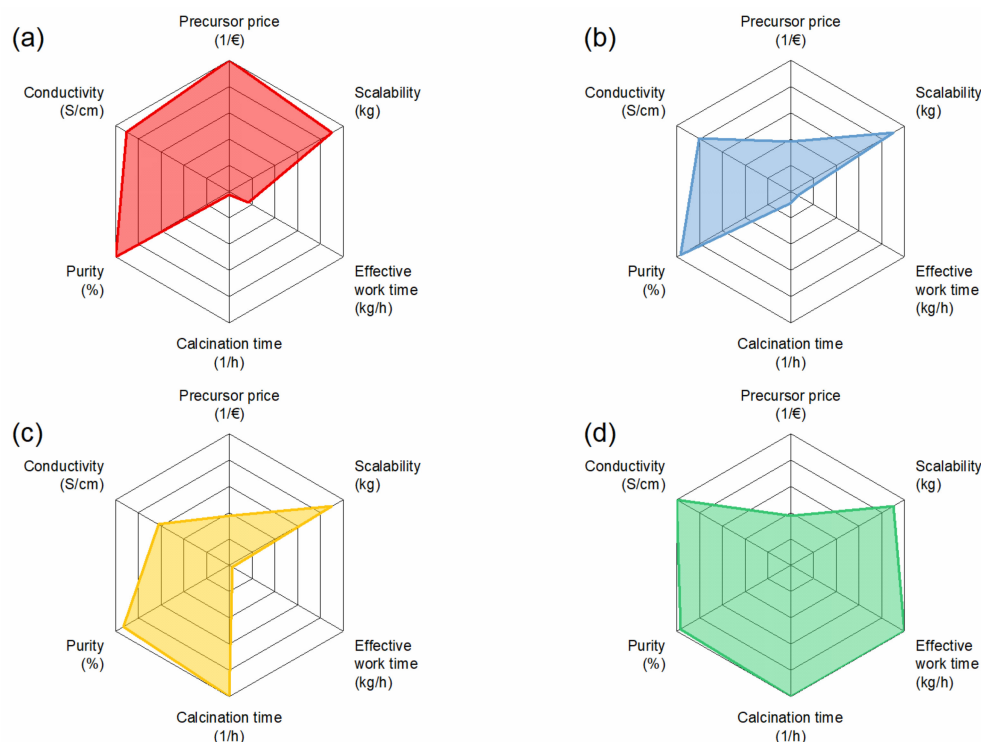 (a)
Precursor price
(1/€)
Conductivity
(S/cm)
Scalability
(kg)
Purity
(%)
Effective
work time
(kg/h)
Calcination time
(1/h)
(b)
Precursor price
(1/€)
Conductivity
(S/cm)
Scalability
(kg)
Purity
(%)
Effective
work time
(kg/h)
Calcination time
(1/h)
(c)
Precursor price
(1/€)
Conductivity
(S/cm)
Scalability
(kg)
Purity
(%)
Effective
work time
(kg/h)
Calcination time
(1/h)
(d)
Precursor price
(1/€)
Conductivity
(S/cm)
Scalability
(kg)
Purity
(%)
Effective
work time
(kg/h)
Calcination time
(1/h)